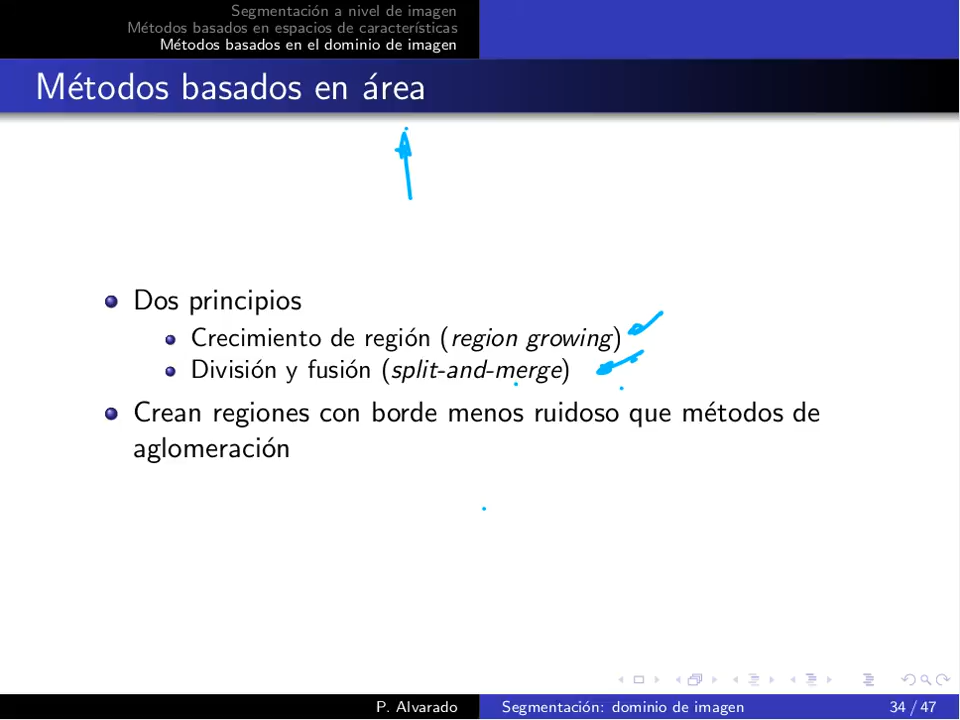 Segmentación a nivel de imagen
Métodos basados en espacios de características
Métodos basados en el dominio de imagen
Métodos basados en área
Dos principios
Crecimiento de región (region growing)
División y fusión (split-and-merge)
Crean regiones con borde menos ruidoso que métodos de
aglomeración
P. Alvarado
Segmentación: dominio de imagen
34 / 47